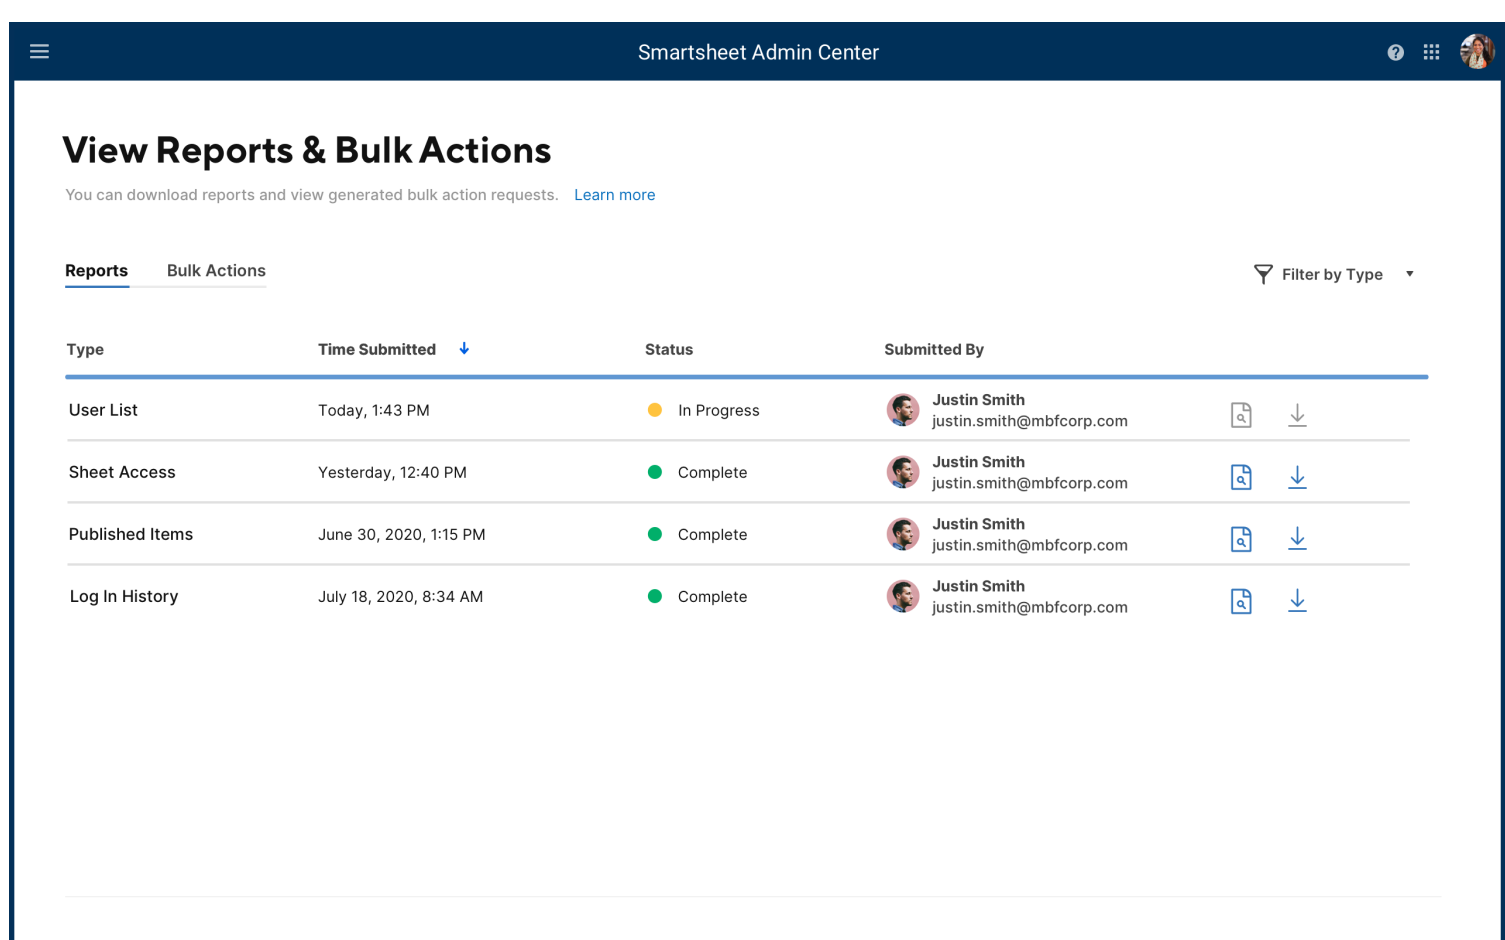 Smartsheet Admin Center
View Reports & Bulk Actions
You can download reports and view generated bulk action requests. Learn more
Reports Bulk Actions
Filter by Type
Type Time Submitted Status Submitted By
User List Today, 1:43 PM In Progress Justin Smith
justin.smith@mbfcorp.com
Sheet Access Yesterday, 12:40 PM Complete Justin Smith
justin.smith@mbfcorp.com
Published Items June 30, 2020, 1:15 PM Complete Justin Smith
justin.smith@mbfcorp.com
Log In History July 18, 2020, 8:34 AM Complete Justin Smith
justin.smith@mbfcorp.com